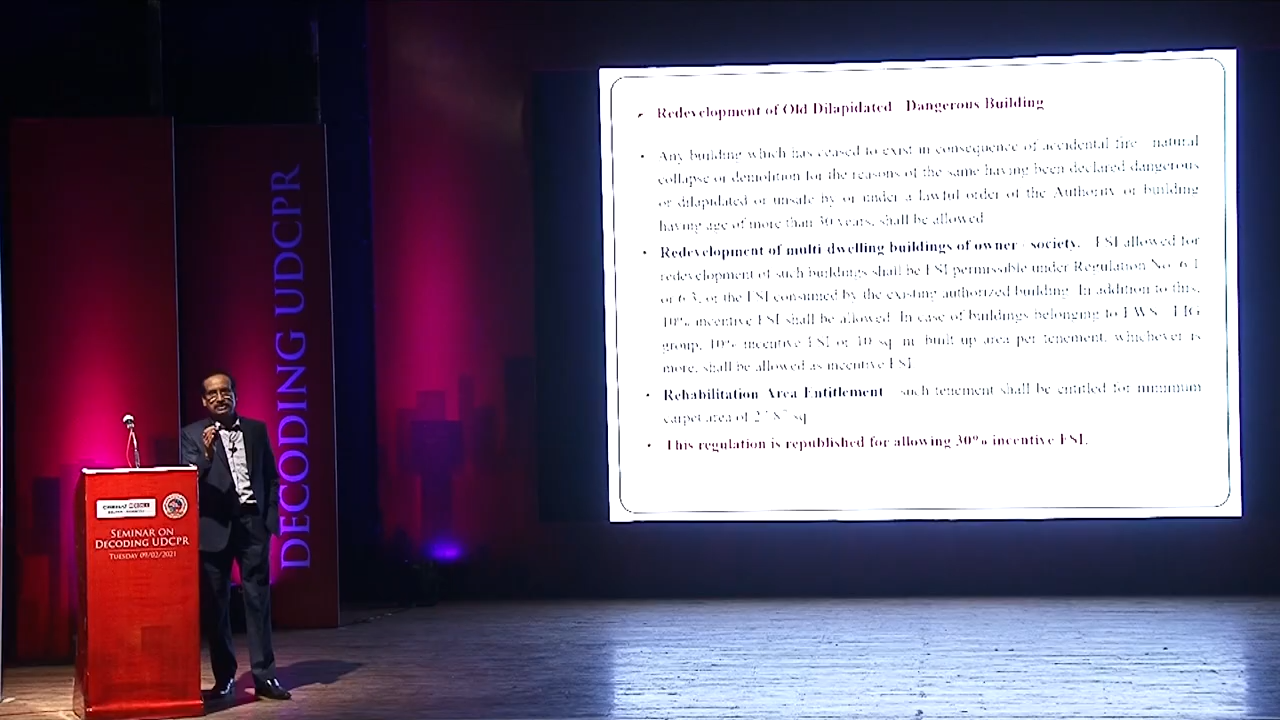 DECODING UDCPR
CREDAI
SEMINAR ON
DECODING UDCPR
TUESDAY 09/02/2021
Redevelopment of Old Dilapidated Dangerous Building
Any building which has ceased to exist in consequence of accidental fire natural
collapse or demolition for the reasons of the same having been declared dangerous
or dilapidated or unsafe by or under a lawful order of the Authority or building
having age of more than 30 years, shall be allowed
Redevelopment of multi dwelling buildings of owner society. FSI allowed for
redevelopment of such buildings shall be FSI permissible under Regulation No. 6.1
or 6.3, or the FSI consumed by the existing authorized building. In addition to this,
10% incentive FSI shall be allowed. In case of buildings belonging to EWS LIG
group, 10% incentive FSI or 10 sq. m. built up area per tenement, whichever is
more, shall be allowed as incentive FSI
Rehabilitation Area Entitlement such tenement shall be entitled for minimum
carpet area of sq
This regulation is republished for allowing 30% incentive FSI.